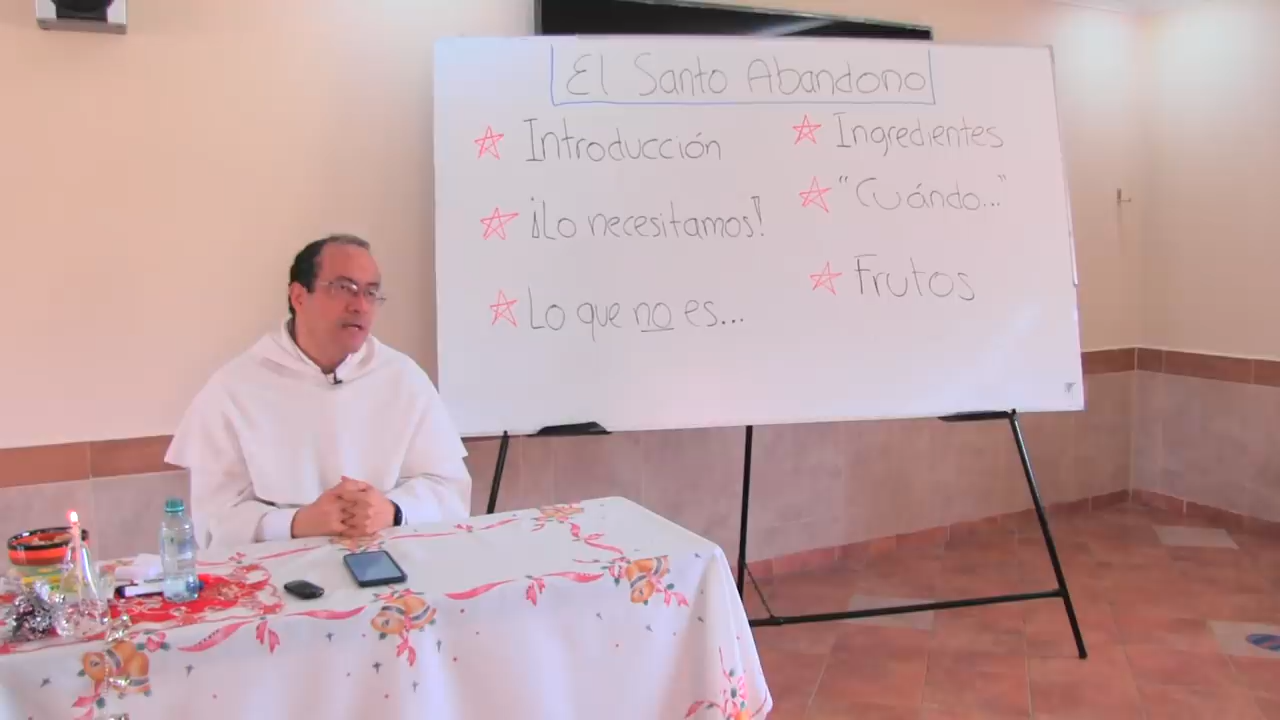 El Santo Abandono
Introducción
¡Lo necesitamos!
Lo que no es...
Ingredientes
"Cuándo..."
Frutos